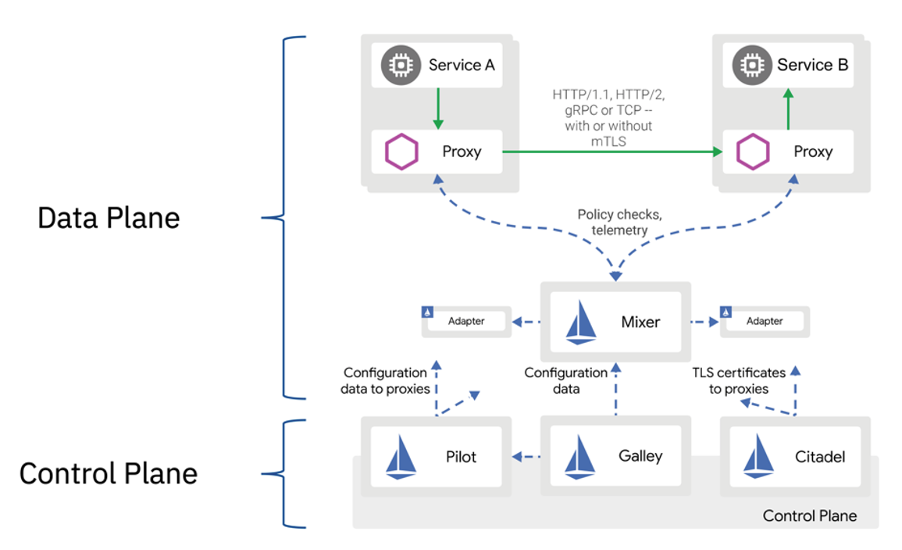 Service A
Service B
HTTP/1.1, HTTP/2,
gRPC or TCP --
with or without
mTLS
Proxy
Proxy
Data Plane
Policy checks,
telemetry
Adapter
Mixer
Adapter
Configuration
data to proxies
Configuration
data
TLS certificates
to proxies
Control Plane
Pilot
Galley
Citadel
Control Plane